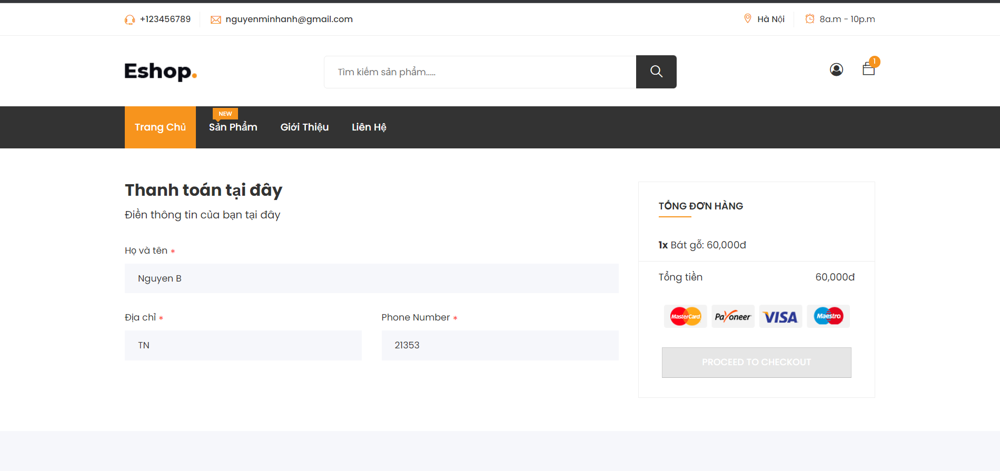 +123456789
nguyenminhanh@gmail.com
Hà Nội
8a.m - 10p.m
Eshop.
Tìm kiếm sản phẩm.....
1
Trang Chủ
NEW
Sản Phẩm
Giới Thiệu
Liên Hệ
Thanh toán tại đây
Điền thông tin của bạn tại đây
Họ và tên *
Nguyen B
Địa chỉ *
Phone Number *
TN
21353
TỔNG ĐƠN HÀNG
1x Bát gỗ: 60,000đ
Tổng tiền 60,000đ
MasterCard
Payoneer
VISA
Maestro
PROCEED TO CHECKOUT